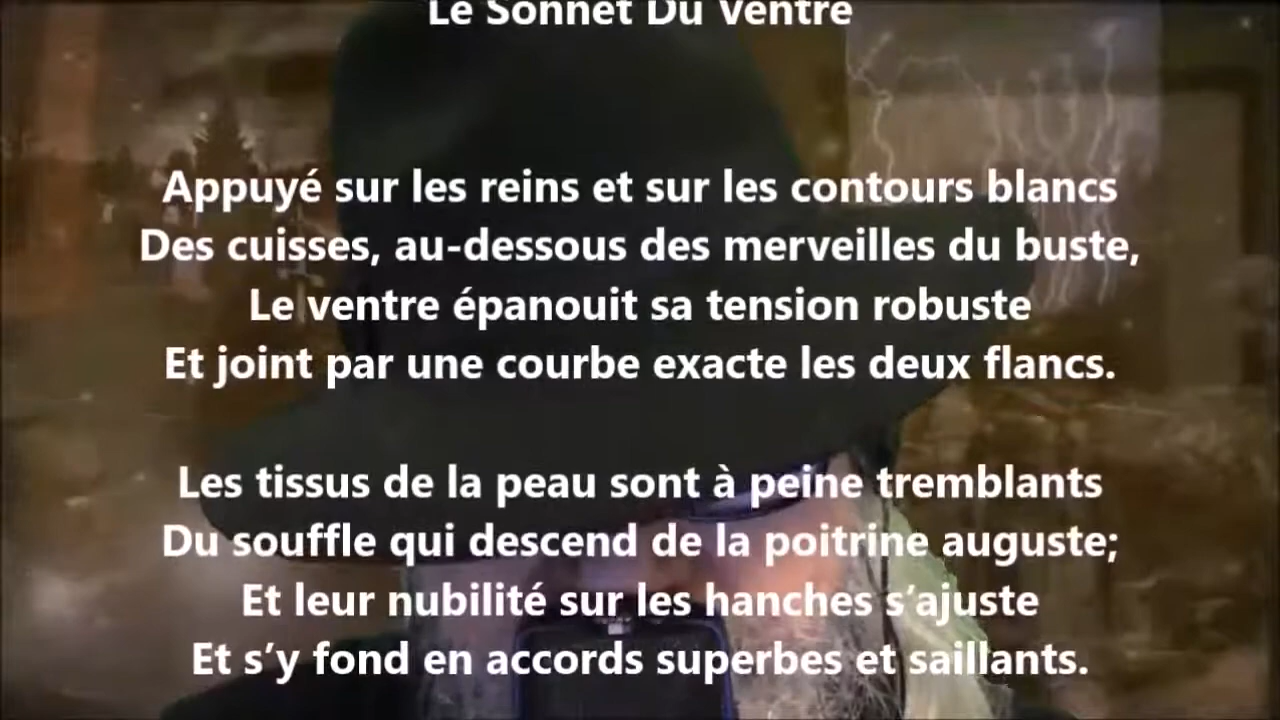 Le Sonnet Du Ventre
Appuyé sur les reins et sur les contours blancs
Des cuisses, au-dessous des merveilles du buste,
Le ventre épanouit sa tension robuste
Et joint par une courbe exacte les deux flancs.
Les tissus de la peau sont à peine tremblants
Du souffle qui descend de la poitrine auguste;
Et leur nubilité sur les hanches s’ajuste
Et s’y fond en accords superbes et saillants.